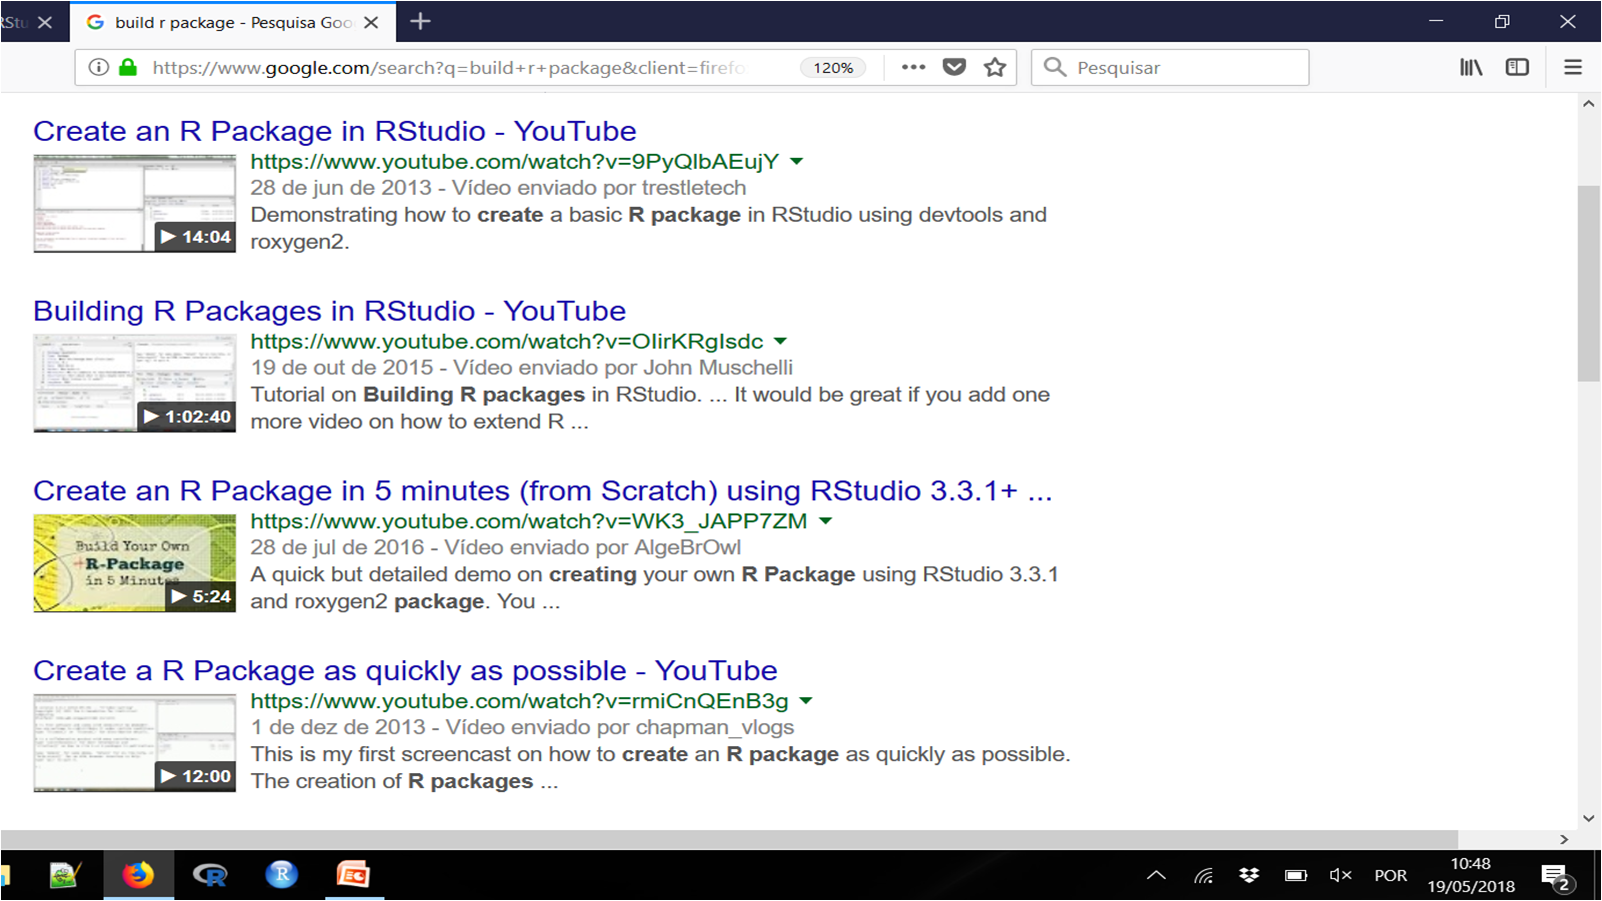 RStu
build r package - Pesquisa Goo
https://www.google.com/search?q=build+r+package&client=firefo
120%
Pesquisar
Create an R Package in RStudio - YouTube
https://www.youtube.com/watch?v=9PyQlbAEujY
28 de jun de 2013 - Vídeo enviado por trestletech
Demonstrating how to create a basic R package in RStudio using devtools and
roxygen2.
14:04
Building R Packages in RStudio - YouTube
https://www.youtube.com/watch?v=OIirKRgIsdc
19 de out de 2015 - Vídeo enviado por John Muschelli
Tutorial on Building R packages in RStudio. ... It would be great if you add one
more video on how to extend R ...
1:02:40
Create an R Package in 5 minutes (from Scratch) using RStudio 3.3.1+ ...
https://www.youtube.com/watch?v=WK3_JAPP7ZM
28 de jul de 2016 - Vídeo enviado por AlgeBrOwl
A quick but detailed demo on creating your own R Package using RStudio 3.3.1
and roxygen2 package. You ...
Build Your Own
R-Package
in 5 Minutes
5:24
Create a R Package as quickly as possible - YouTube
https://www.youtube.com/watch?v=rmiCnQEnB3g
1 de dez de 2013 - Vídeo enviado por chapman_vlogs
This is my first screencast on how to create an R package as quickly as possible.
The creation of R packages ...
12:00
POR
10:48
19/05/2018
2